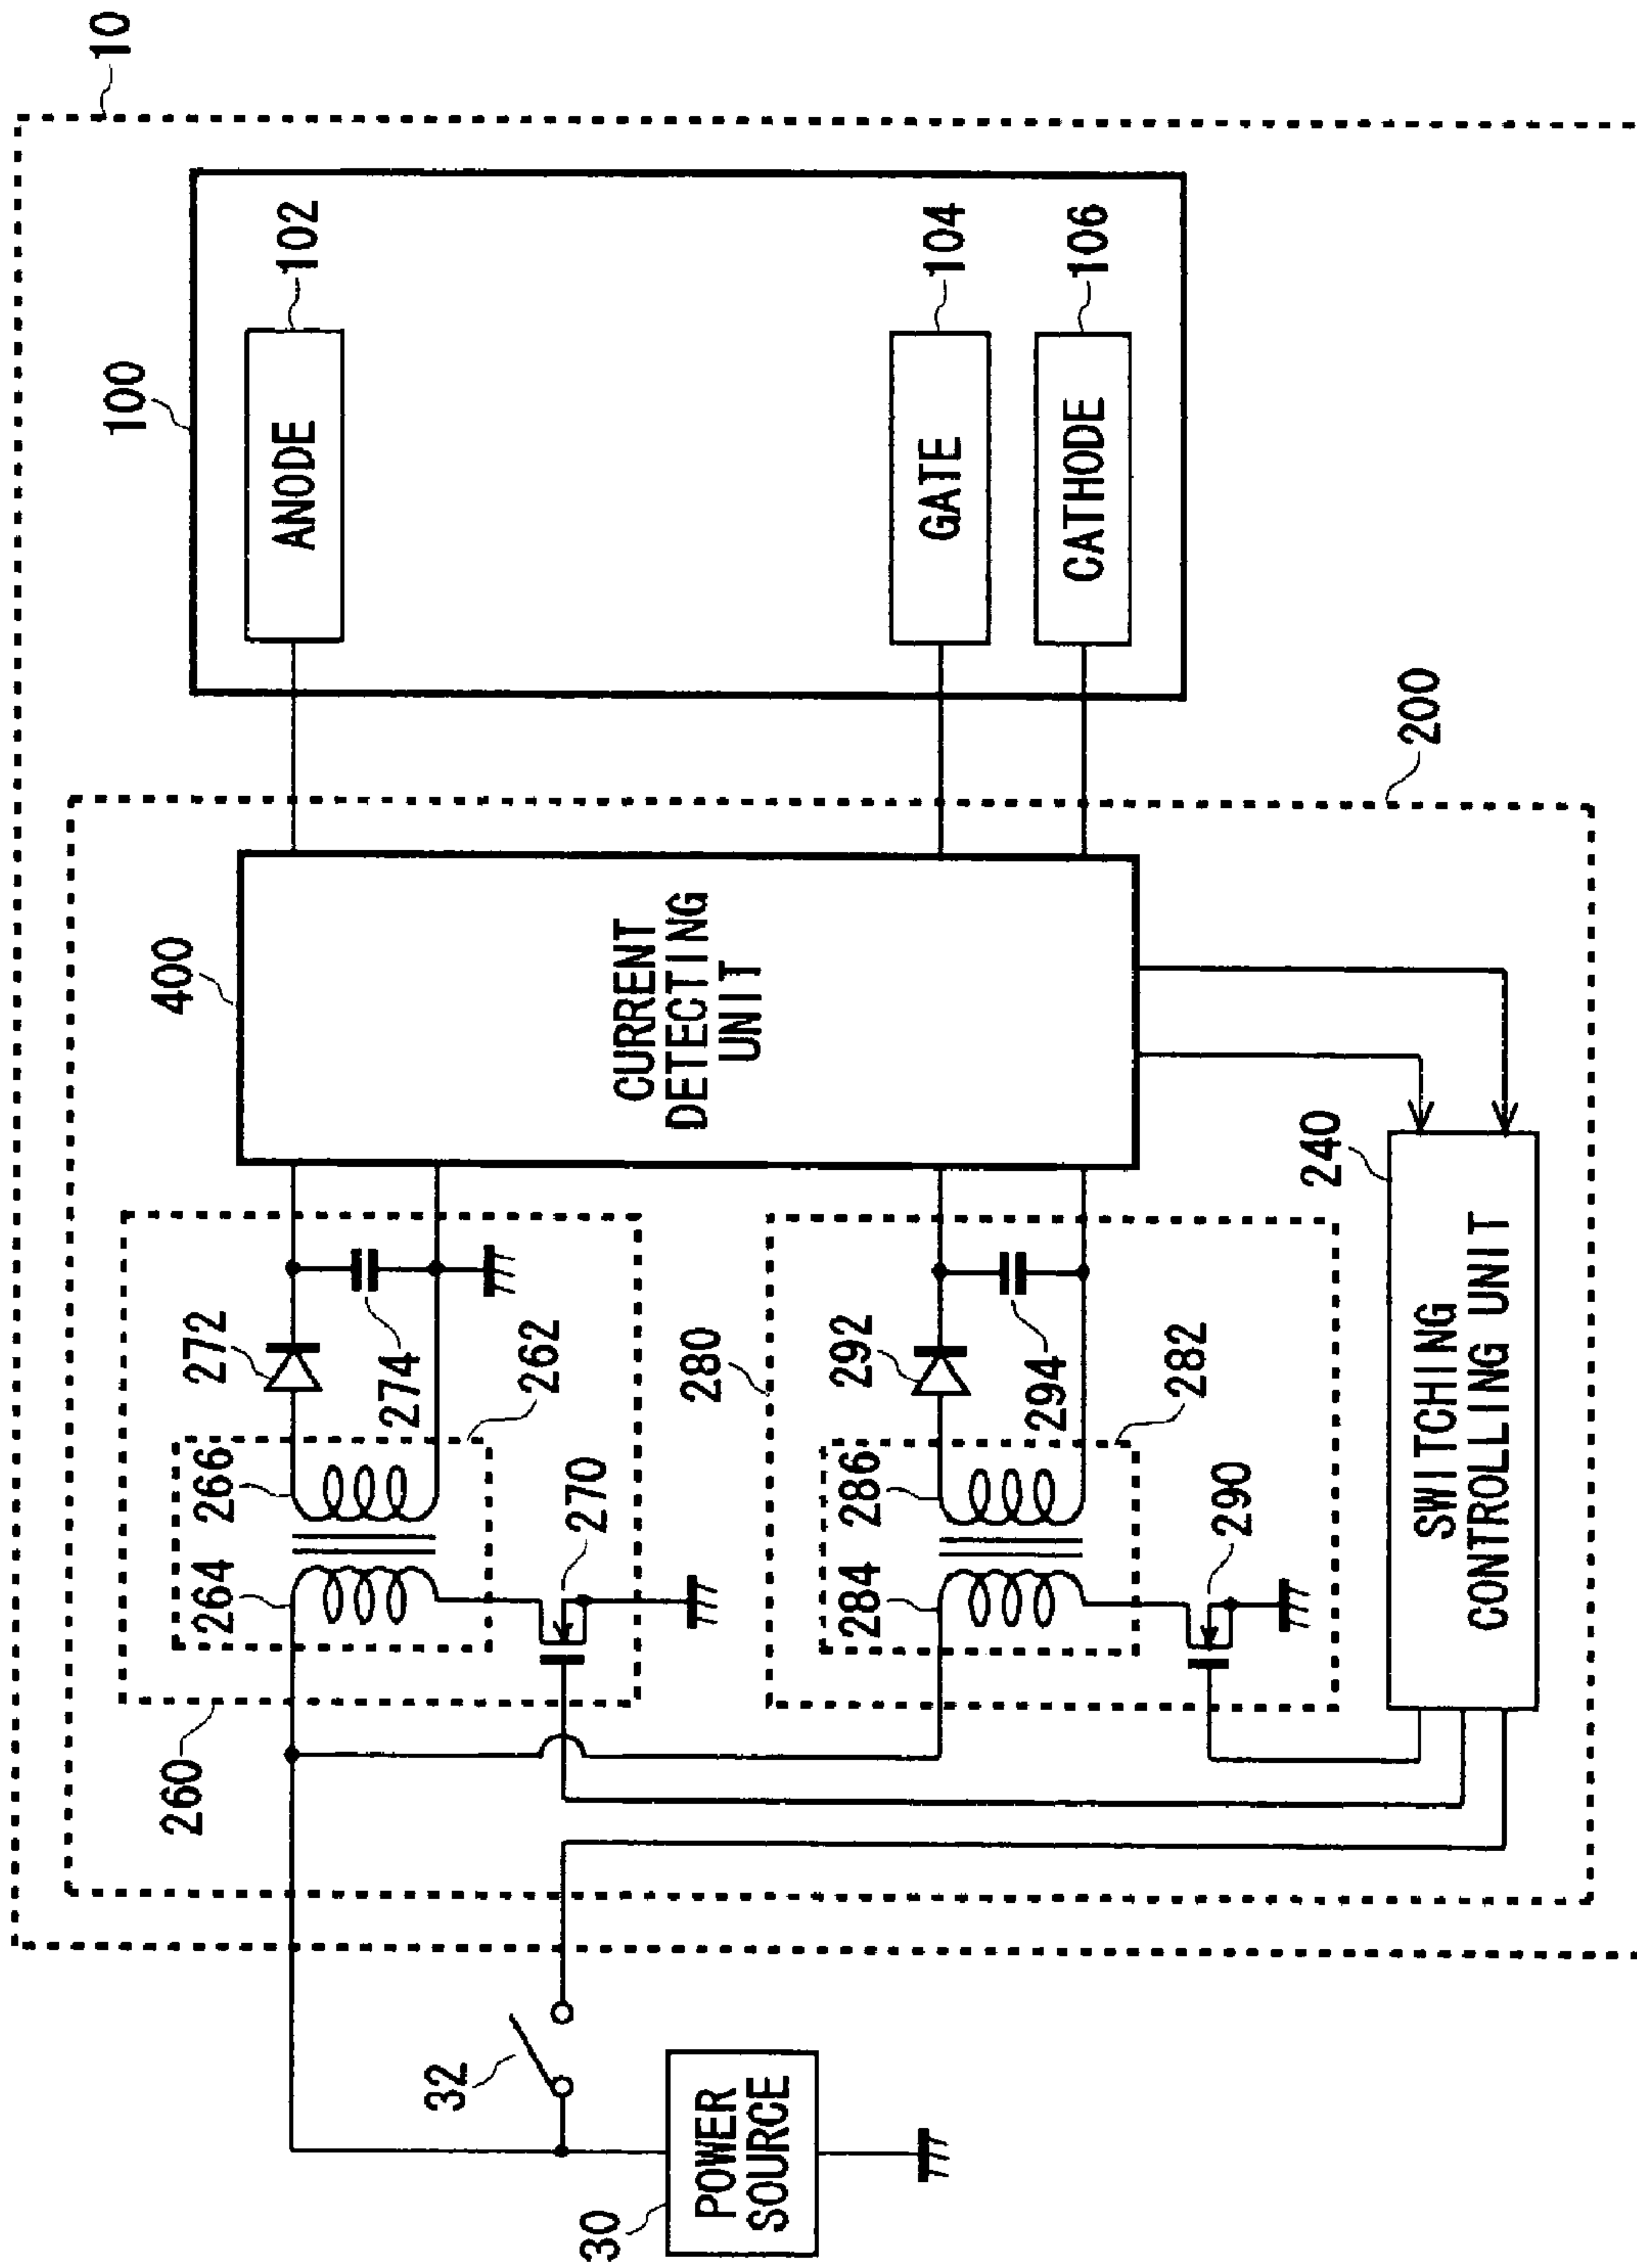 10
100
ANODE
102
GATE
104
CATHODE
106
200
400
CURRENT
DETECTING
UNIT
260
264
266
272
274
262
270
280
284
286
292
294
282
290
240
SWITCHING
CONTROLLING UNIT
32
30
POWER
SOURCE